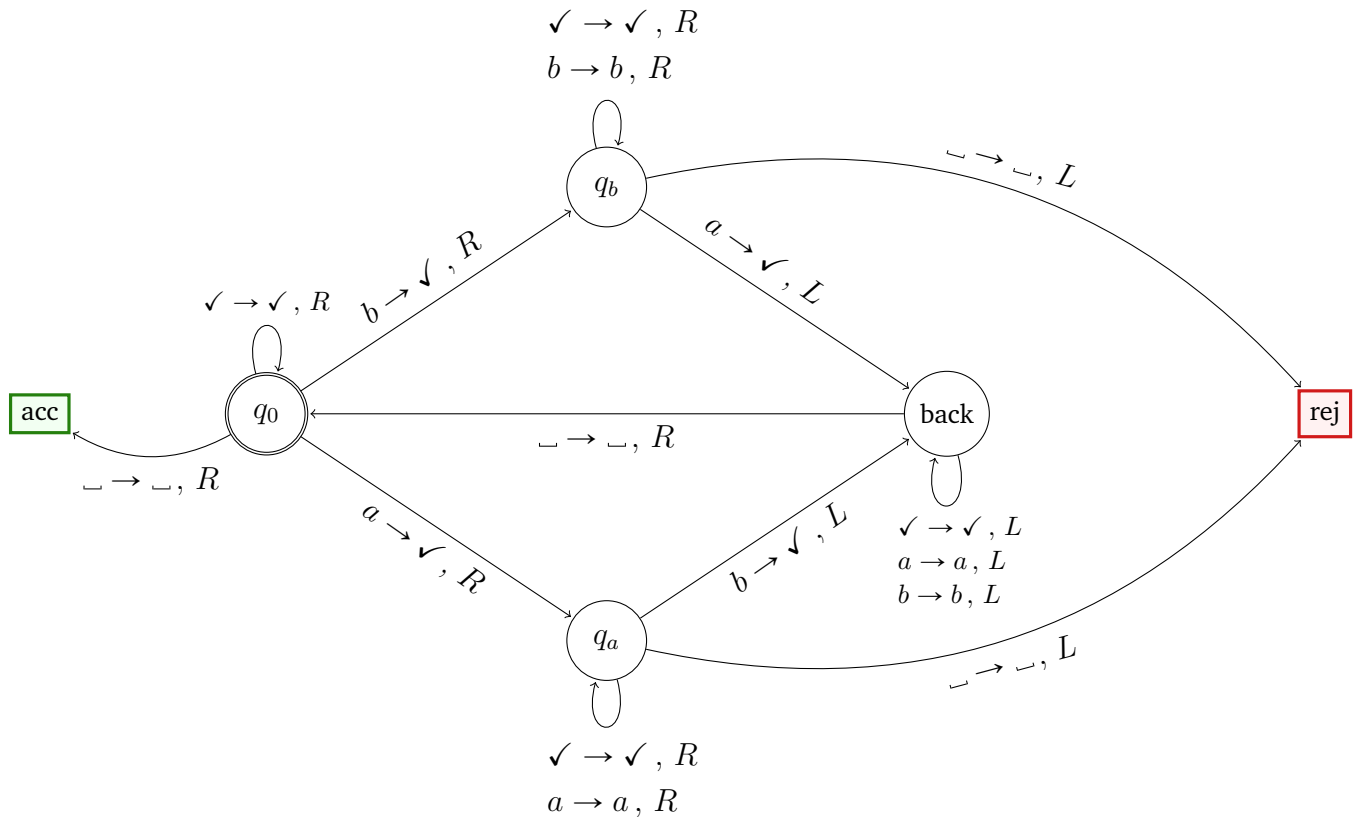 ✓ → ✓ , R
b → b , R
q_b
␣ → ␣, L
a → ✓, L
b → ✓, R
✓ → ✓ , R
acc
q_0
back
rej
␣ → ␣, R
␣ → ␣, R
a → ✓, R
b → ✓, L
✓ → ✓ , L
a → a , L
b → b , L
q_a
␣ → ␣, L
✓ → ✓ , R
a → a , R